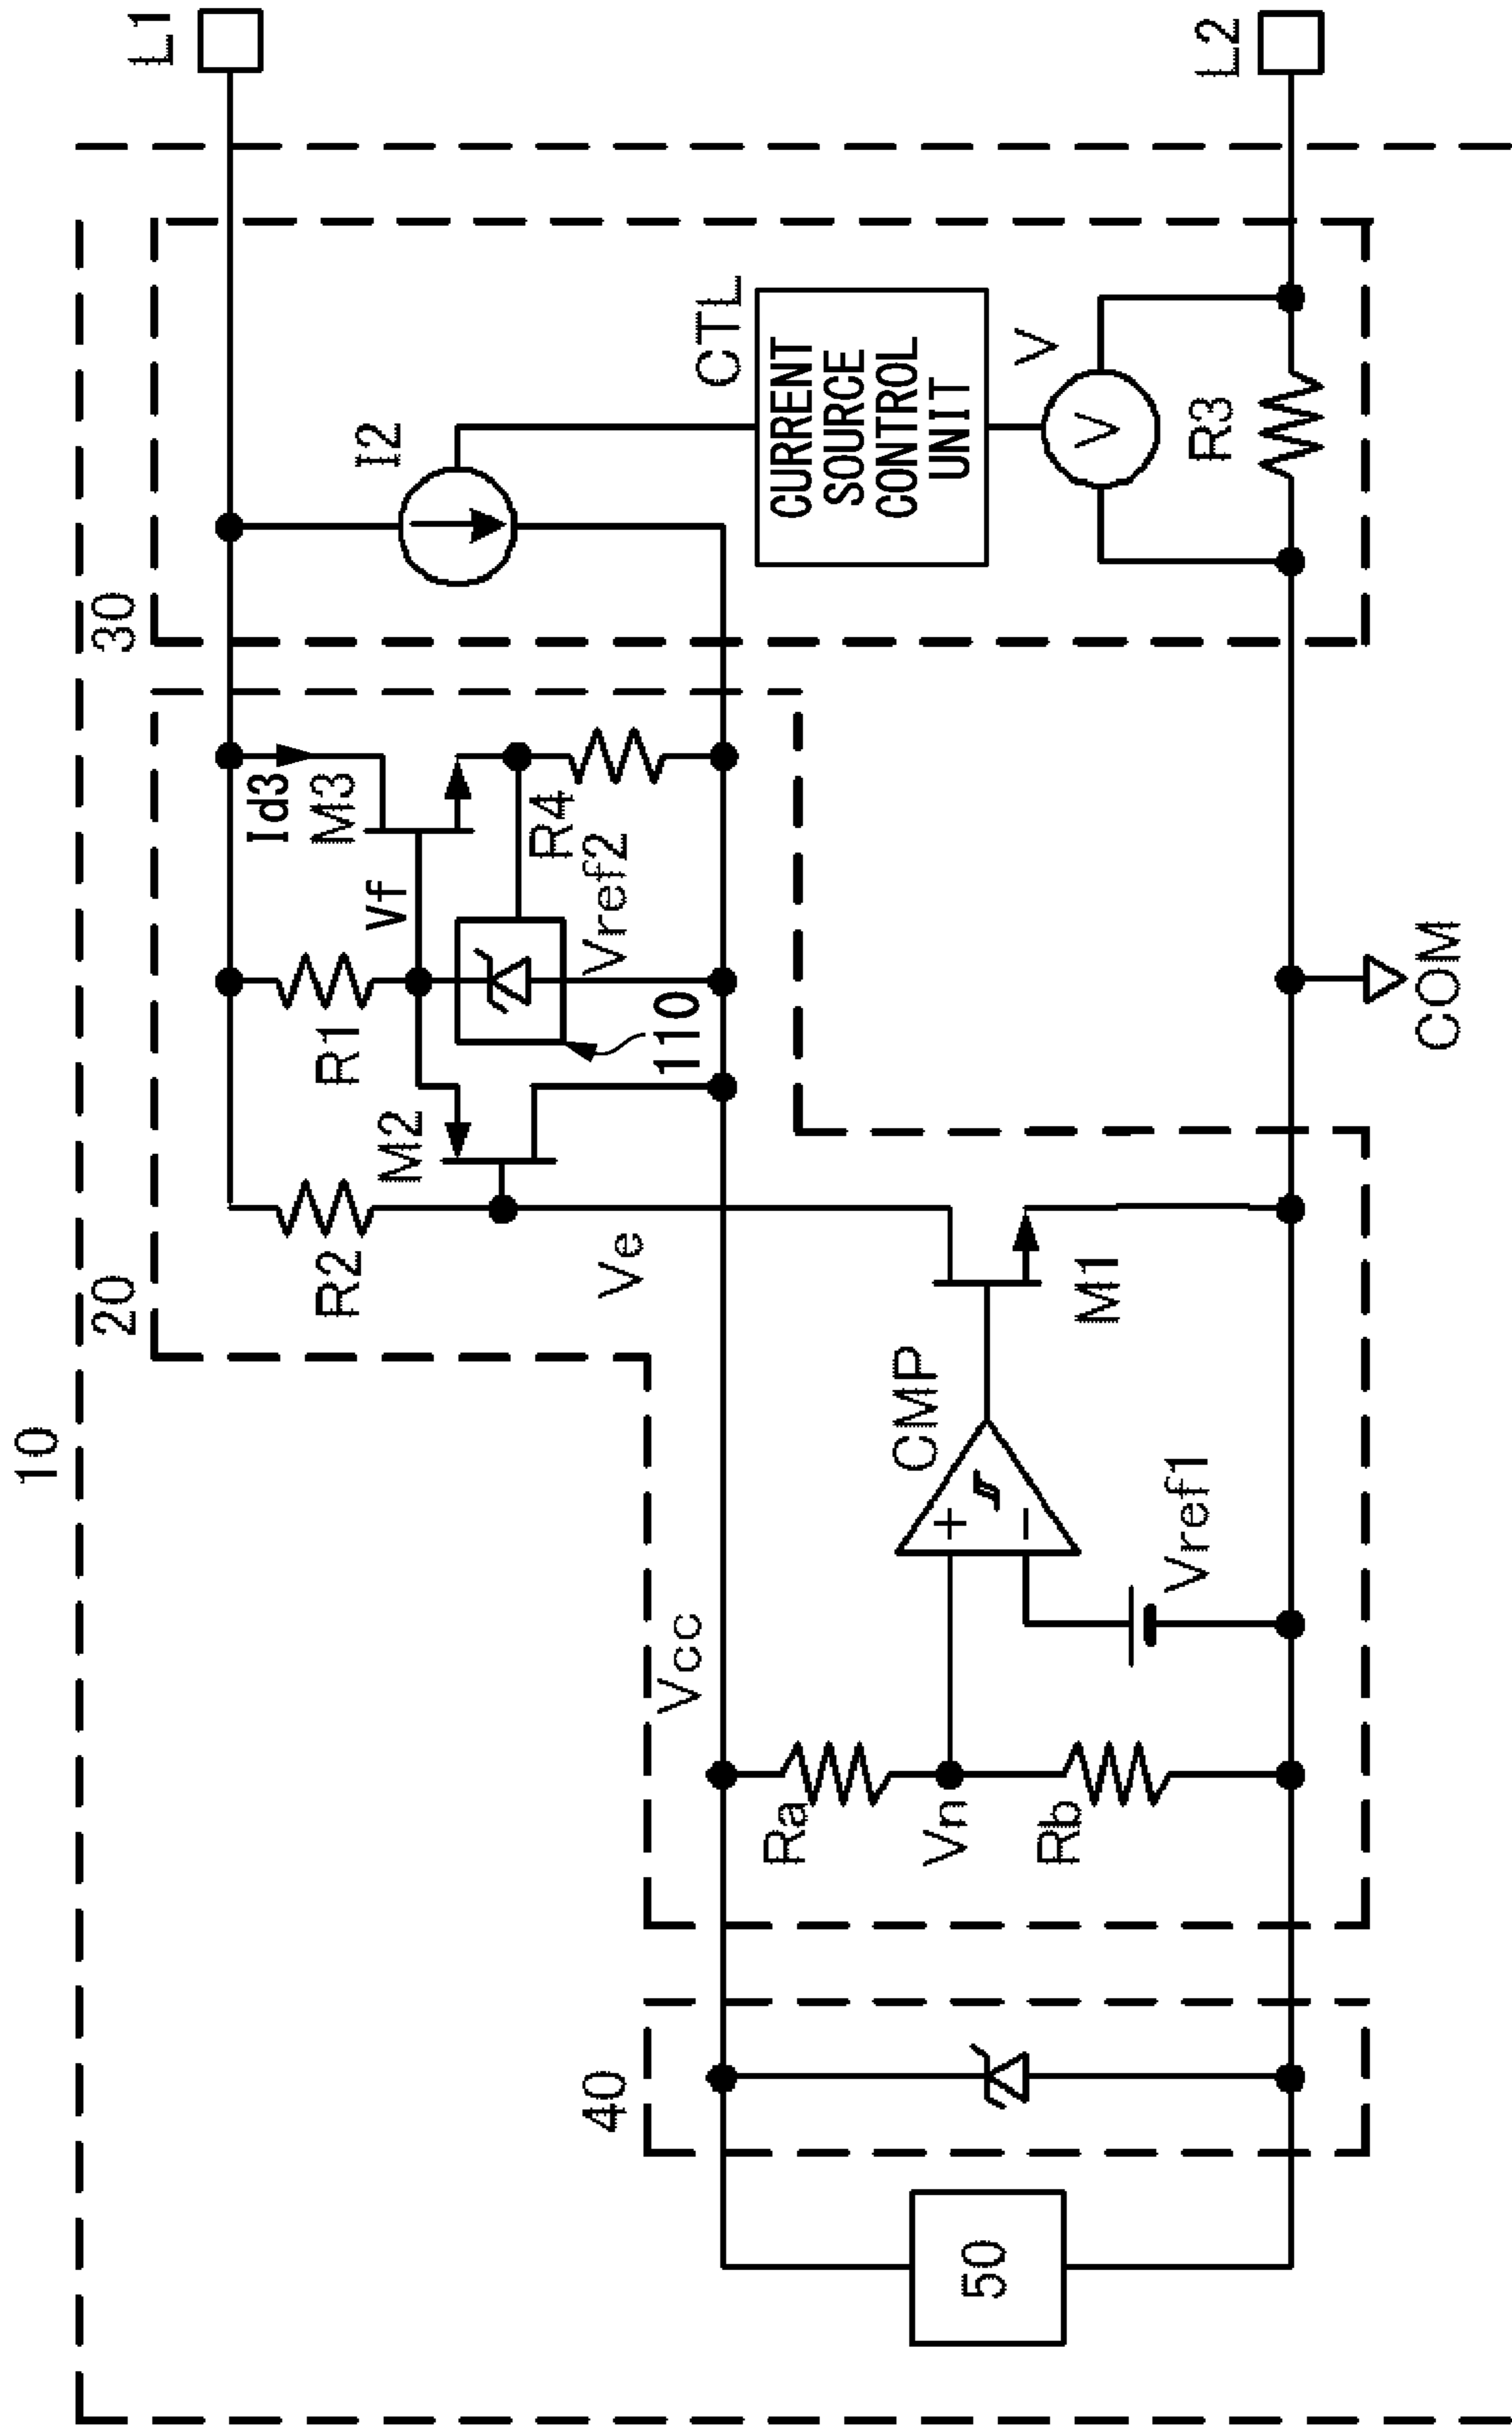 10
20
30
L1
R2
R1
Id3
M3
I2
M2
Vf
R4
Vref2
110
Ve
CTL
CURRENT
SOURCE
CONTROL
UNIT
V
V
R3
L2
40
Vcc
Ra
Vn
Rb
CMP
+
−
Vref1
M1
COM
50